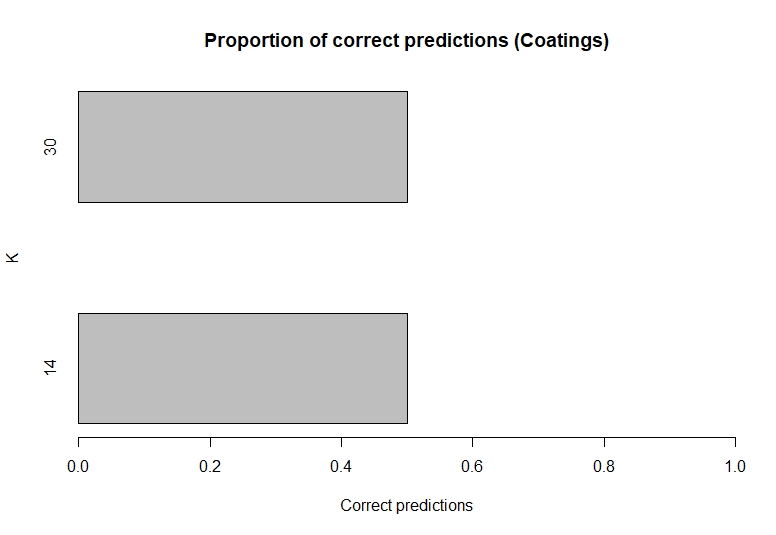 Proportion of correct predictions (Coatings)
30
K
14
0.0 0.2 0.4 0.6 0.8 1.0
Correct predictions